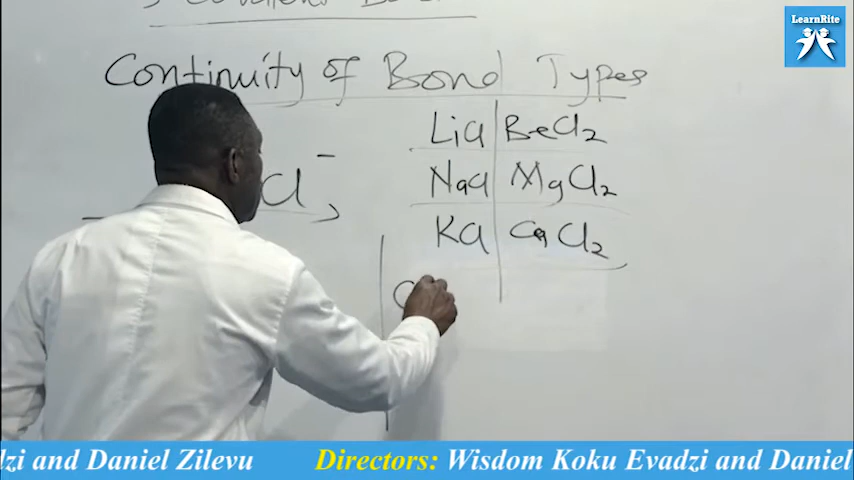 Continuity of Bond Types
LiCl BeCl2
Cl⁻ NaCl MgCl2
KCl CaCl2
C
LearnRite
dzi and Daniel Zilevu Directors: Wisdom Koku Evadzi and Daniel